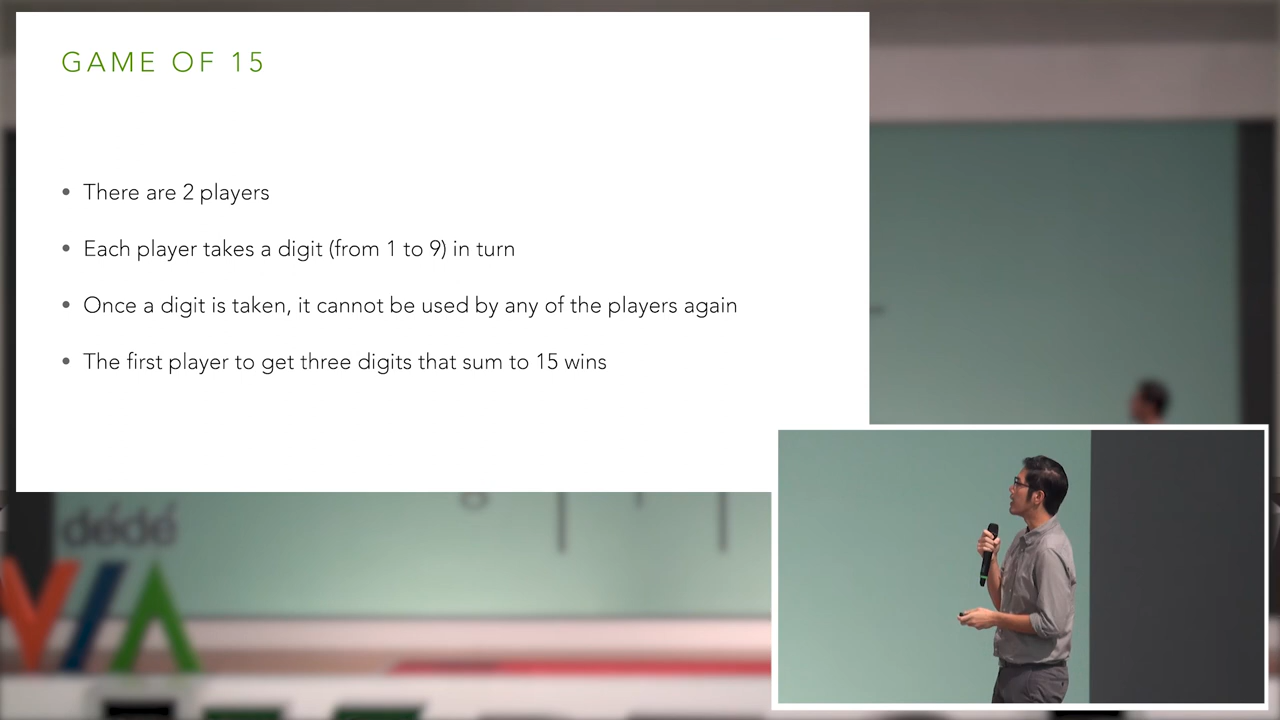 GAME OF 15
• There are 2 players
• Each player takes a digit (from 1 to 9) in turn
• Once a digit is taken, it cannot be used by any of the players again
• The first player to get three digits that sum to 15 wins
dédé
VIA